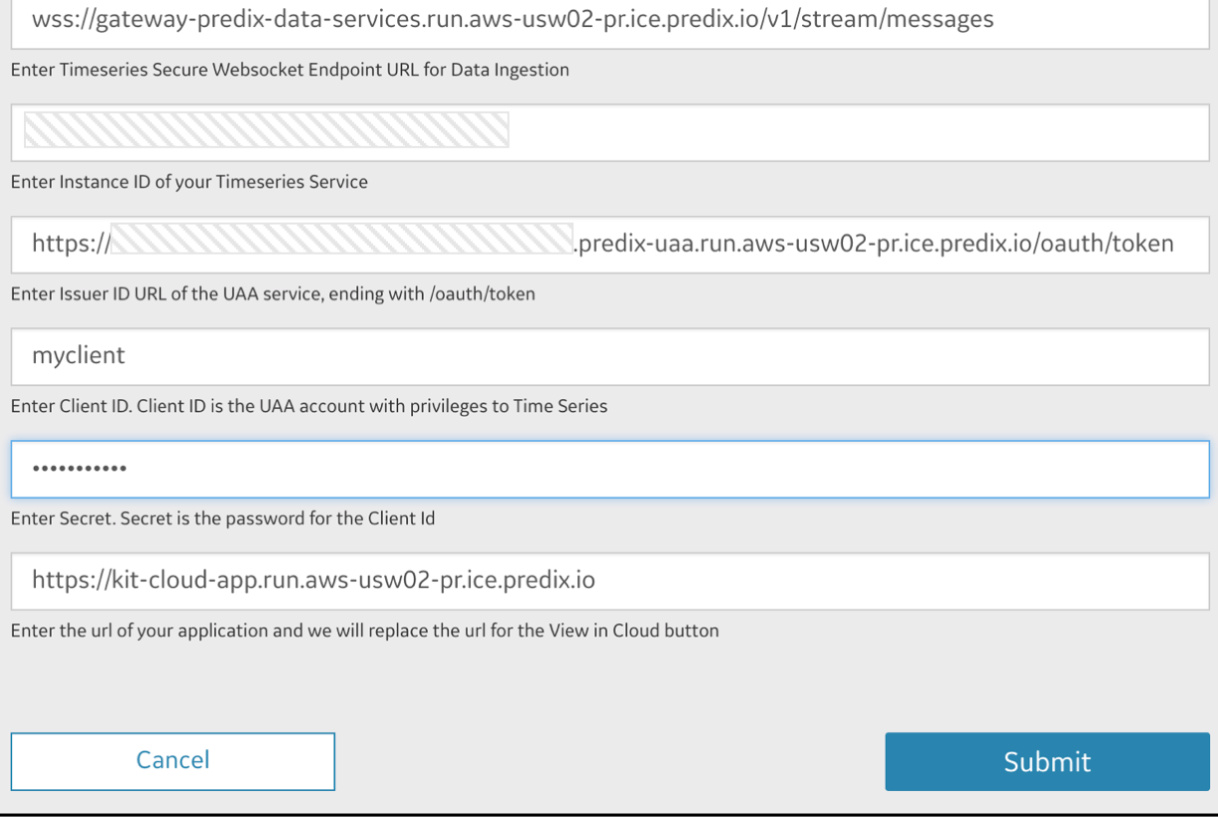 wss://gateway-predix-data-services.run.aws-usw02-pr.ice.predix.io/v1/stream/messages
Enter Timeseries Secure Websocket Endpoint URL for Data Ingestion
Enter Instance ID of your Timeseries Service
https:// .predix-uaa.run.aws-usw02-pr.ice.predix.io/oauth/token
Enter Issuer ID URL of the UAA service, ending with /oauth/token
myclient
Enter Client ID. Client ID is the UAA account with privileges to Time Series
•••••••••••
Enter Secret. Secret is the password for the Client Id
https://kit-cloud-app.run.aws-usw02-pr.ice.predix.io
Enter the url of your application and we will replace the url for the View in Cloud button
Cancel
Submit